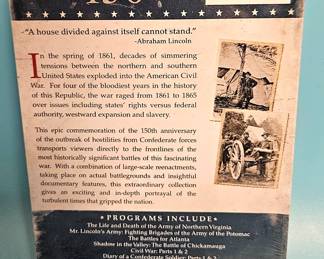 "A house divided against itself cannot stand."
-Abraham Lincoln
In the spring of 1861, decades of simmering
tensions between the northern and southern
United States exploded into the American Civil
War. For four of the bloodiest years in the history
of this Republic, the war raged from 1861 to 1865
over issues including states' rights versus federal
authority, westward expansion and slavery.
This epic commemoration of the 150th anniversary
of the outbreak of hostilities from Confederate forces
transports viewers directly to the frontlines of the
most historically significant battles of this fascinating
war. With a combination of large-scale reenactments,
taking place on actual battlegrounds and insightful
documentary features, this extraordinary collection
gives an exciting and in-depth portrayal of the
turbulent times that gripped the nation.
PROGRAMS INCLUDE
The Life and Death of the Army of Northern Virginia
Mr. Lincoln's Army: Fighting Brigades of the Army of the Potomac
The Battles for Atlanta
Shadow in the Valley: The Battle of Chickamauga
Civil War: Parts 1 & 2
Diary of a Confederate Soldier: Parts 1 &